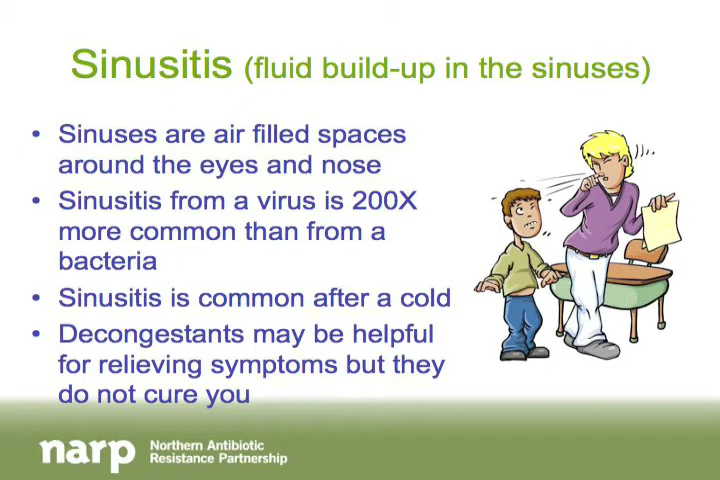 Sinusitis (fluid build-up in the sinuses)
• Sinuses are air filled spaces
around the eyes and nose
• Sinusitis from a virus is 200X
more common than from a
bacteria
• Sinusitis is common after a cold
• Decongestants may be helpful
for relieving symptoms but they
do not cure you
narp Northern Antibiotic
Resistance Partnership